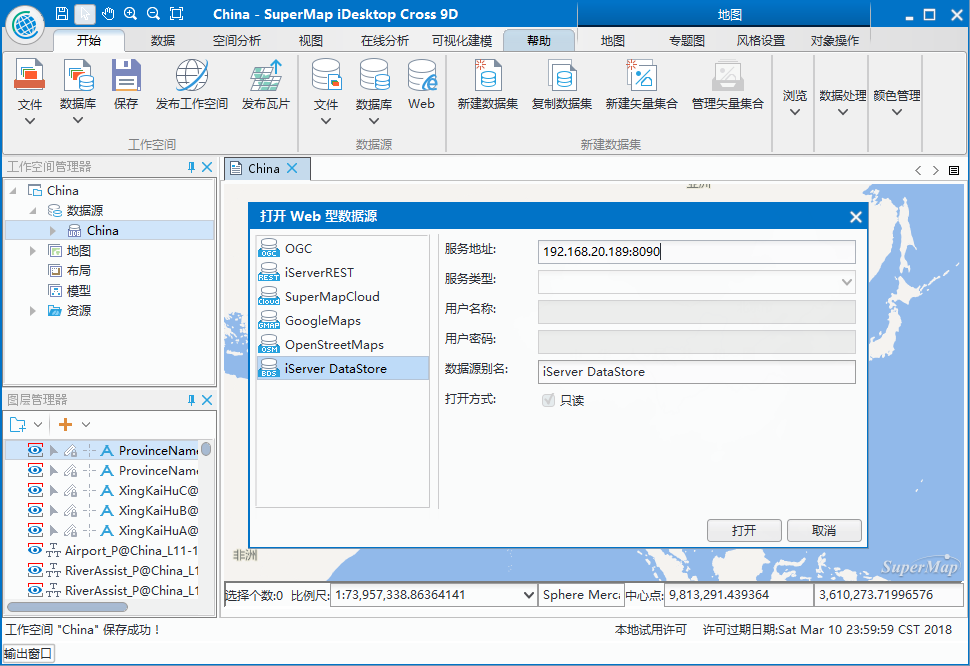 China - SuperMap iDesktop Cross 9D 地图
开始 数据 空间分析 视图 在线分析 可视化建模 帮助 地图 专题图 风格设置 对象操作
文件 数据库 保存 发布工作空间 发布瓦片 文件 数据库 Web 新建数据集 复制数据集 新建矢量集合 管理矢量集合 浏览 数据处理 颜色管理
工作空间 数据源 新建数据集
工作空间管理器
China
数据源
China
地图
布局
模型
资源
图层管理器
ProvinceName
ProvinceName
XingKaiHuC@
XingKaiHuB@
XingKaiHuA@
Airport_P@China_L11-1
RiverAssist_P@China_L1
RiverAssist_P@China_L1
China
亚洲
打开 Web 型数据源
OGC OGC
REST iServerREST
Cloud SuperMapCloud
GMAP GoogleMaps
OSM OpenStreetMaps
BDS iServer DataStore
服务地址: 192.168.20.189:8090
服务类型:
用户名称:
用户密码:
数据源别名: iServer DataStore
打开方式: 只读
打开 取消
非洲
SuperMap
选择个数:0 比例尺: 1:73,957,338.86364141 Sphere Merca 中心点: 9,813,291.439364 3,610,273.71996576
工作空间 "China" 保存成功！ 本地试用许可 许可过期日期:Sat Mar 10 23:59:59 CST 2018
输出窗口